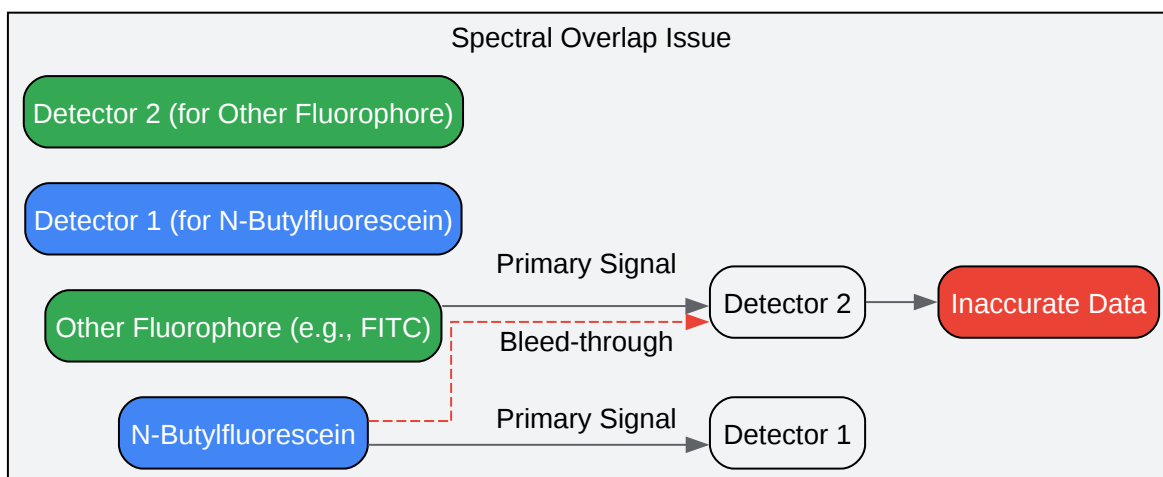 Spectral Overlap Issue
Detector 2 (for Other Fluorophore)
Detector 1 (for N-Butylfluorescein)
Primary Signal
Other Fluorophore (e.g., FITC)
Detector 2
Inaccurate Data
Bleed-through
N-Butylfluorescein
Primary Signal
Detector 1